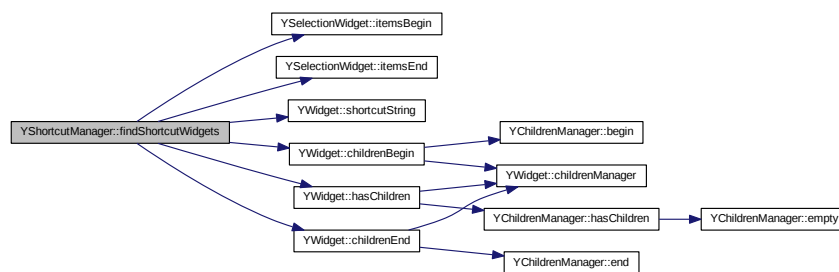 YSelectionWidget::itemsBegin
YSelectionWidget::itemsEnd
YWidget::shortcutString
YShortcutManager::findShortcutWidgets
YChildrenManager::begin
YWidget::childrenBegin
YWidget::childrenManager
YWidget::hasChildren
YChildrenManager::hasChildren
YChildrenManager::empty
YWidget::childrenEnd
YChildrenManager::end